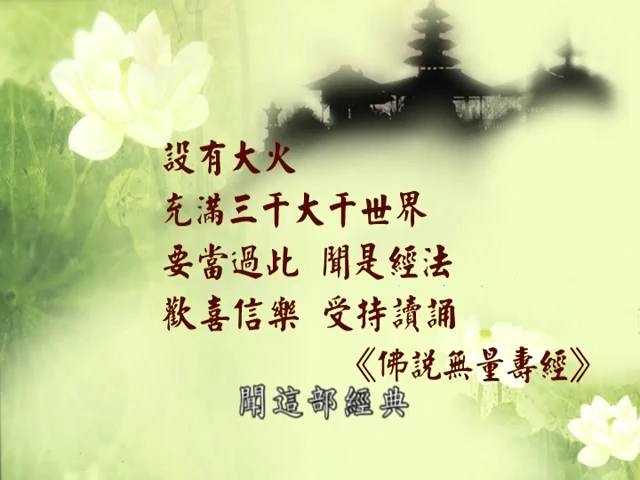 設有大火
充滿三千大千世界
要當過此 聞是經法
歡喜信樂 受持讀誦
《佛說無量壽經》
聞這部經典